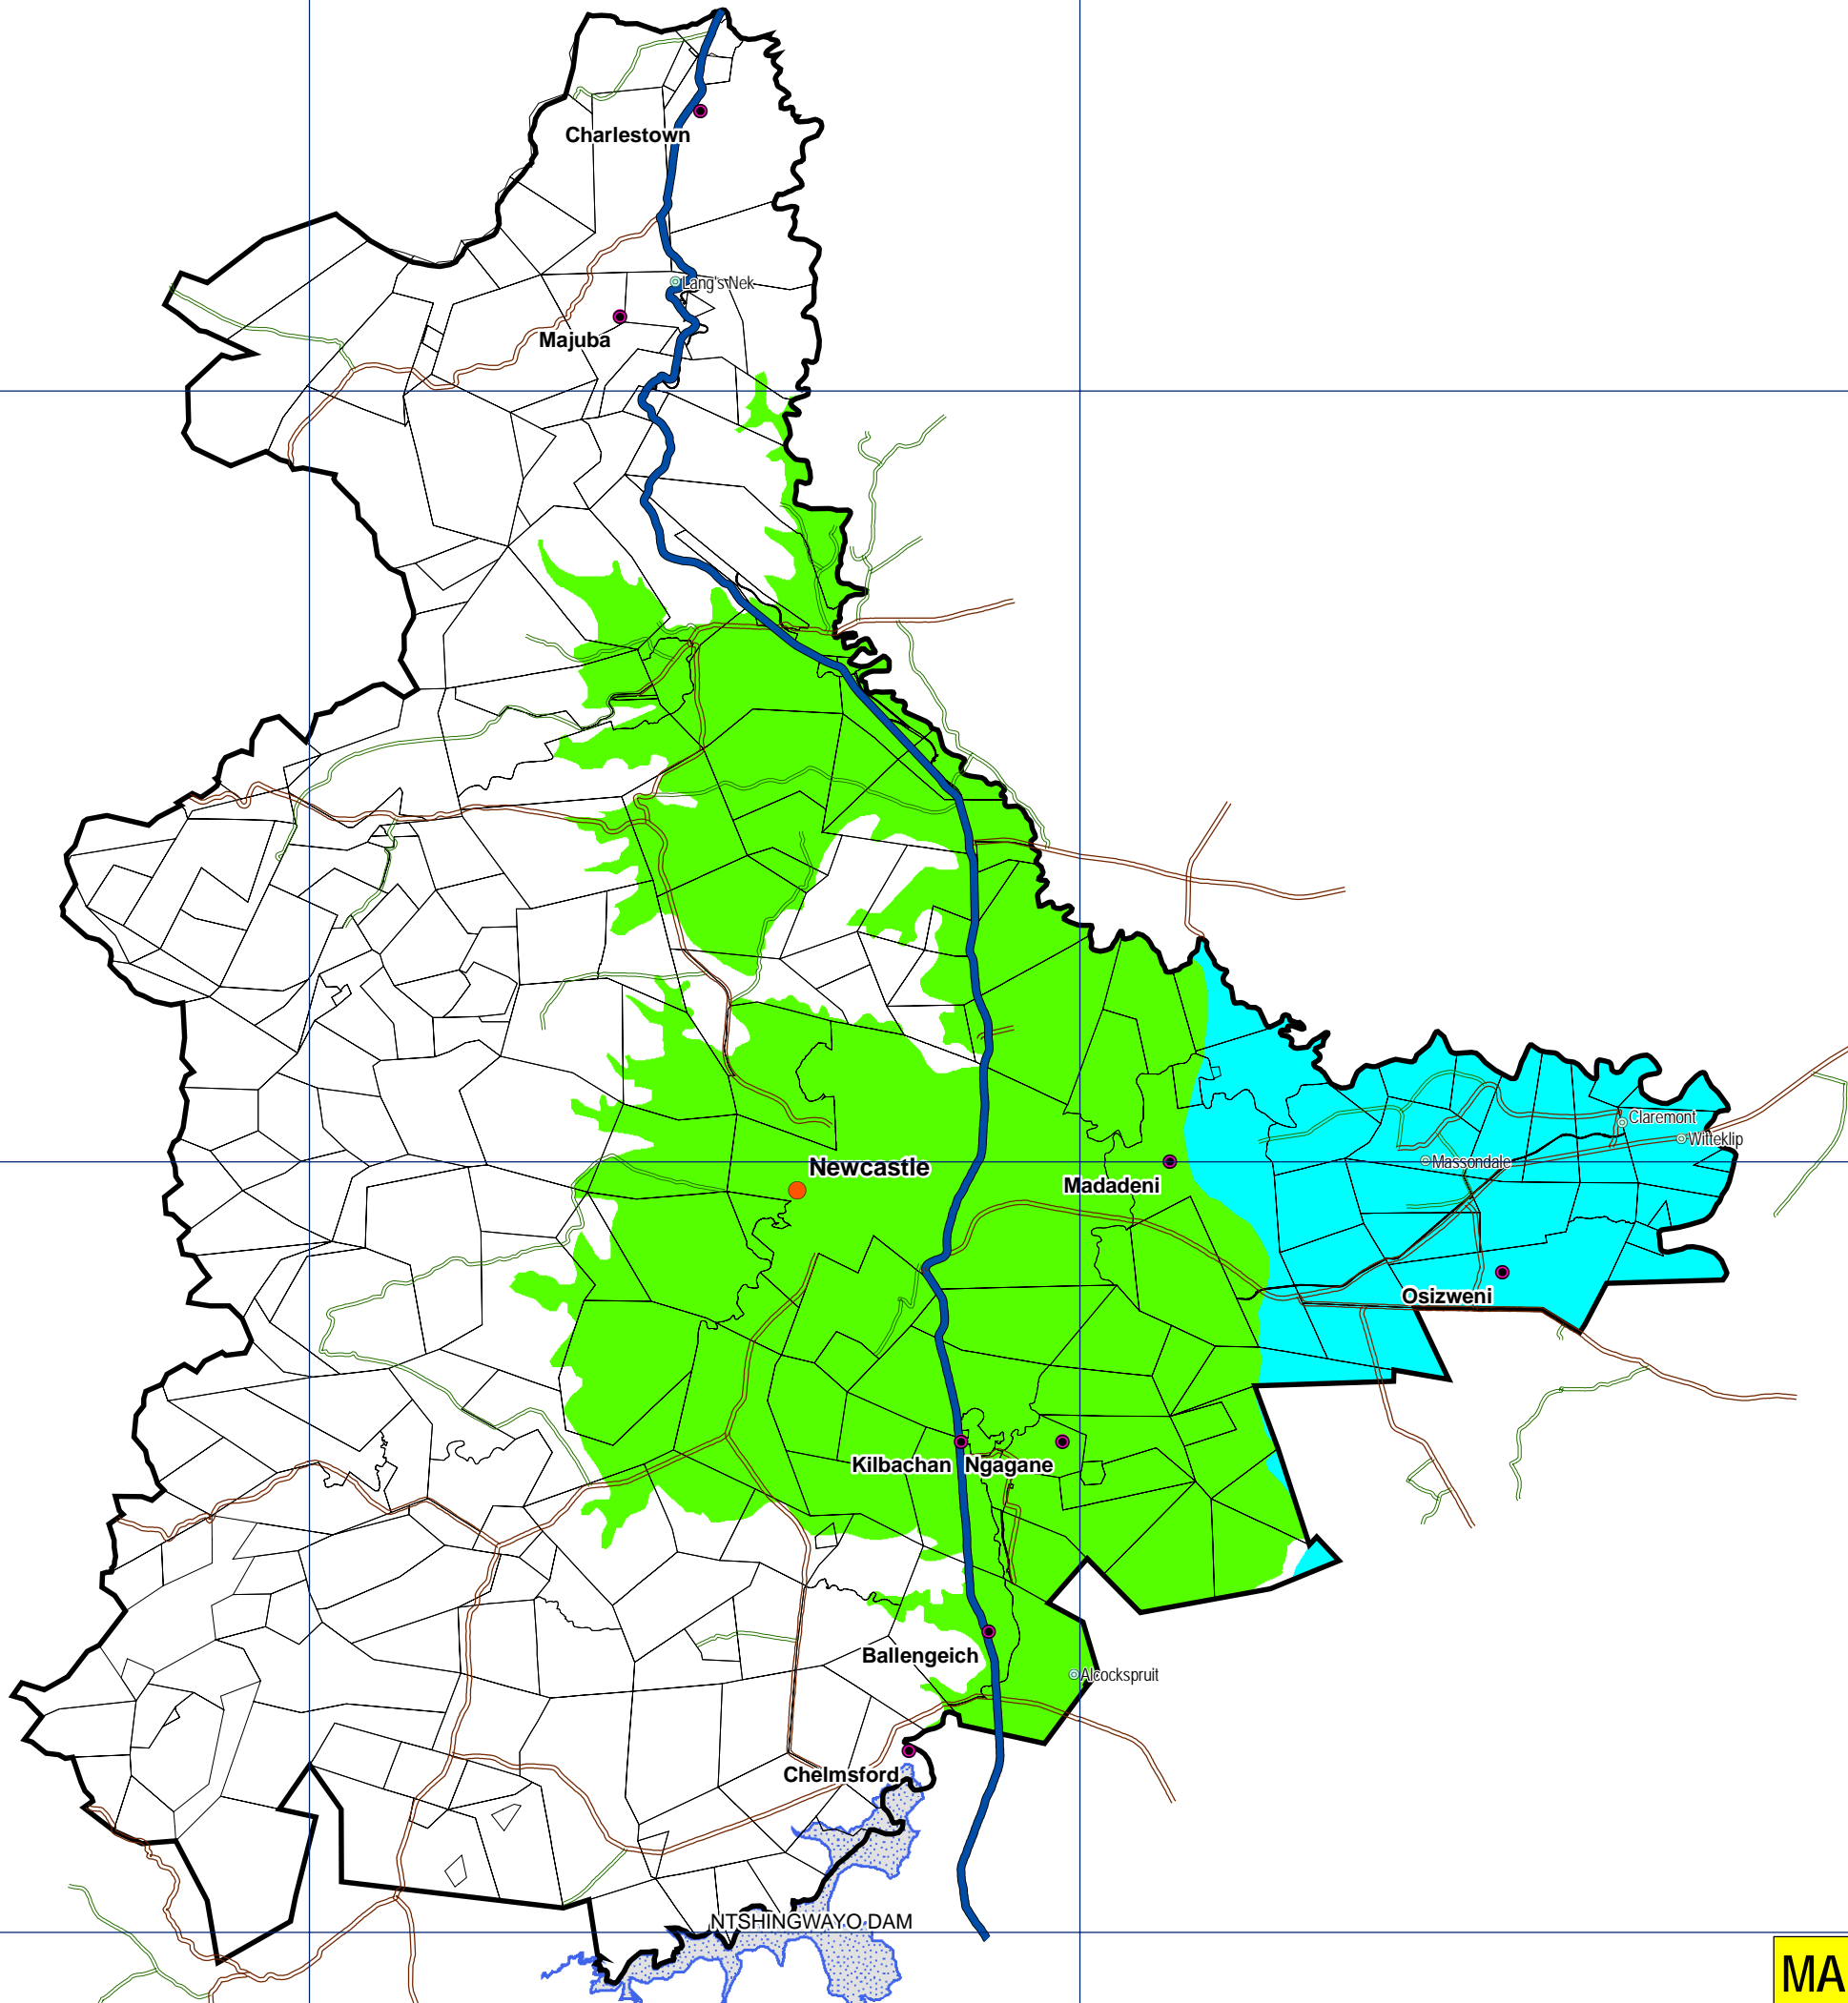 Charlestown
Lang's Nek
Majuba
Claremont
Witteklip
Massondale
Newcastle
Madadeni
Osizweni
Kilbachan
Ngagane
Ballengeich
Alcockspruit
Chelmsford
NTSHINGWAYO DAM
MA